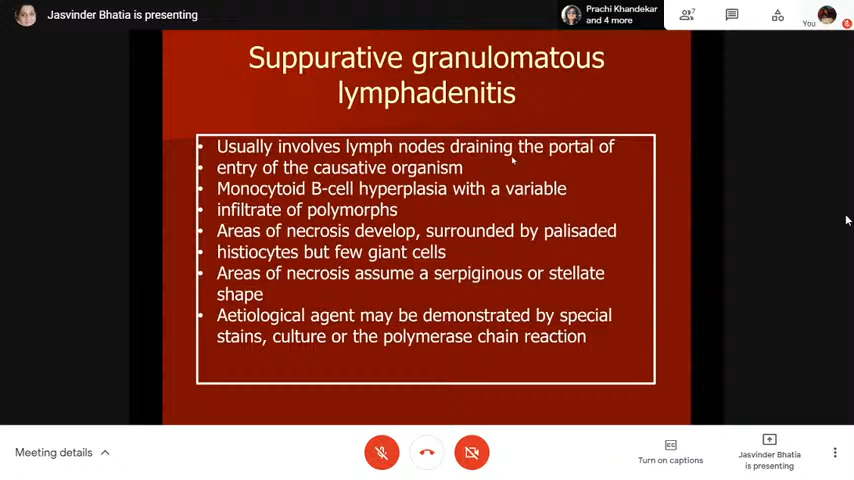 Jasvinder Bhatia is presenting
Prachi Khandekar
and 4 more
7
You
Suppurative granulomatous
lymphadenitis
• Usually involves lymph nodes draining the portal of
• entry of the causative organism
• Monocytoid B-cell hyperplasia with a variable
• infiltrate of polymorphs
• Areas of necrosis develop, surrounded by palisaded
• histiocytes but few giant cells
• Areas of necrosis assume a serpiginous or stellate
shape
• Aetiological agent may be demonstrated by special
stains, culture or the polymerase chain reaction
Meeting details
Turn on captions
Jasvinder Bhatia
is presenting